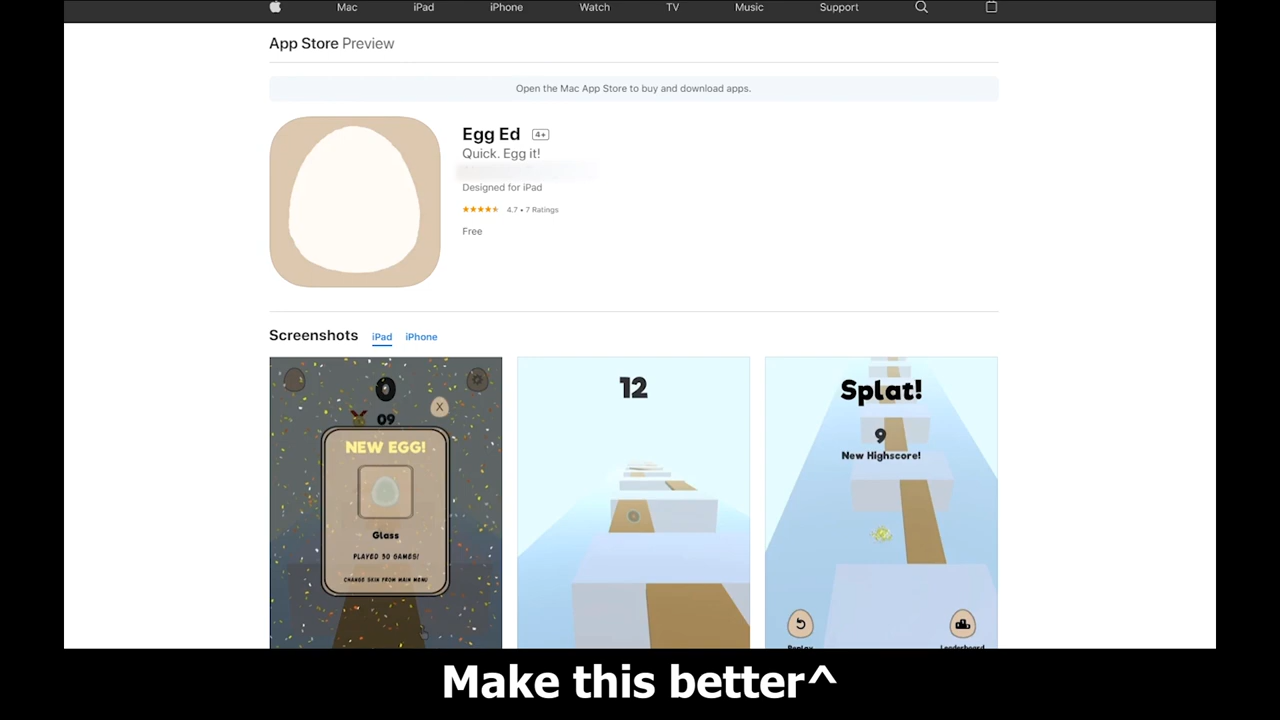 Mac iPad iPhone Watch TV Music Support
App Store Preview
Open the Mac App Store to buy and download apps.
Egg Ed 4+
Quick. Egg it!
Designed for iPad
4.7 • 7 Ratings
Free
Screenshots iPad iPhone
09
X
NEW EGG!
Glass
PLAYED 50 GAMES!
CHANGE SKIN FROM MAIN MENU
12
Splat!
9
New Highscore!
Replay
Leaderboard
Make this better^